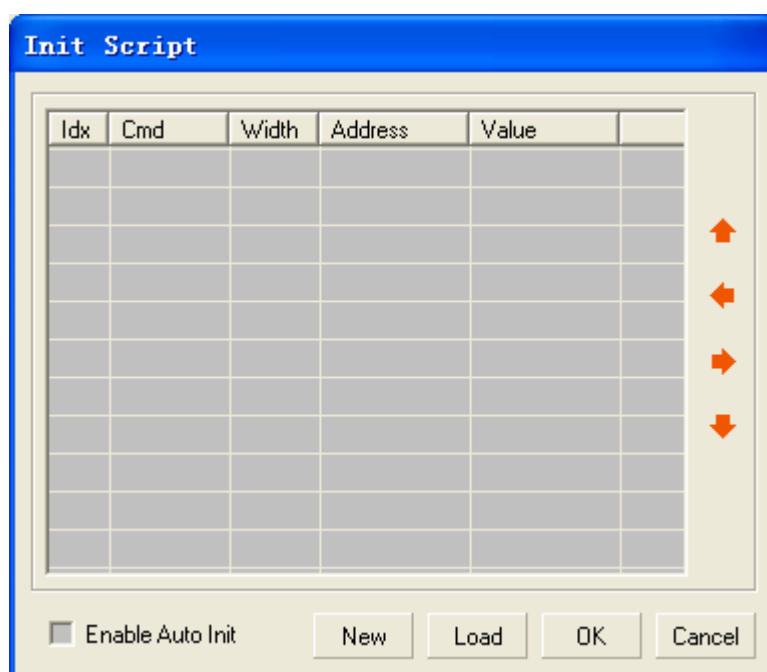 Init Script
Idx Cmd Width Address Value
Enable Auto Init New Load OK Cancel